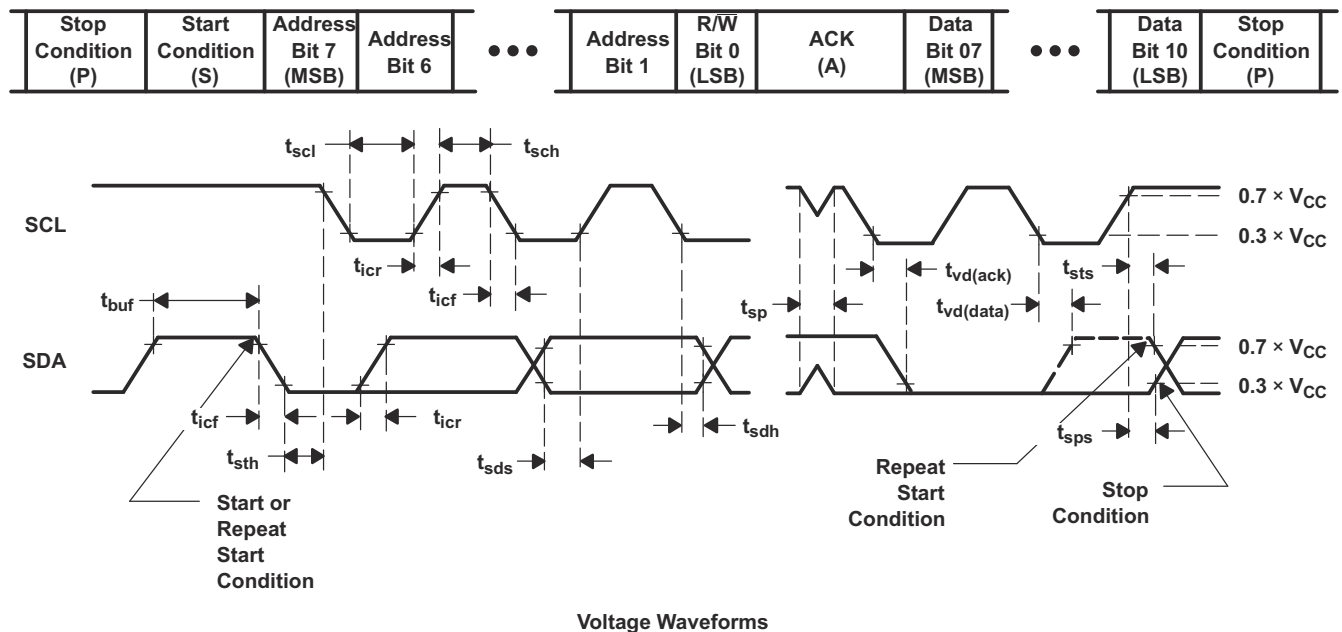 Stop Condition (P)
Start Condition (S)
Address Bit 7 (MSB)
Address Bit 6
•••
Address Bit 1
R/W̅ Bit 0 (LSB)
ACK (A)
Data Bit 07 (MSB)
•••
Data Bit 10 (LSB)
Stop Condition (P)
tscl
tsch
SCL
0.7 × VCC
0.3 × VCC
ticr
ticf
tbuf
tvd(ack)
tsts
tsp
tvd(data)
SDA
0.7 × VCC
0.3 × VCC
ticf
ticr
tsdh
tsps
tsth
tsds
Start or
Repeat
Start
Condition
Repeat
Start
Condition
Stop
Condition
Voltage Waveforms